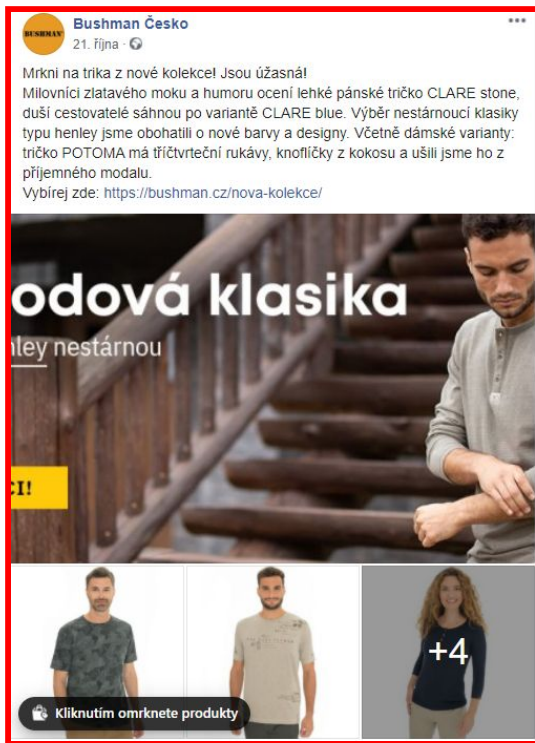 BUSHMAN
Bushman Česko
21. října ·
Mrkni na trika z nové kolekce! Jsou úžasná!
Milovníci zlatavého moku a humoru ocení lehké pánské tričko CLARE stone,
duší cestovatelé sáhnou po variantě CLARE blue. Výběr nestárnoucí klasiky
typu henley jsme obohatili o nové barvy a designy. Včetně dámské varianty:
tričko POTOMA má tříčtvrteční rukávy, knoflíčky z kokosu a ušili jsme ho z
příjemného modalu.
Vybírej zde: https://bushman.cz/nova-kolekce/
odová klasika
nley nestárnou
CI!
+4
Kliknutím omrknete produkty